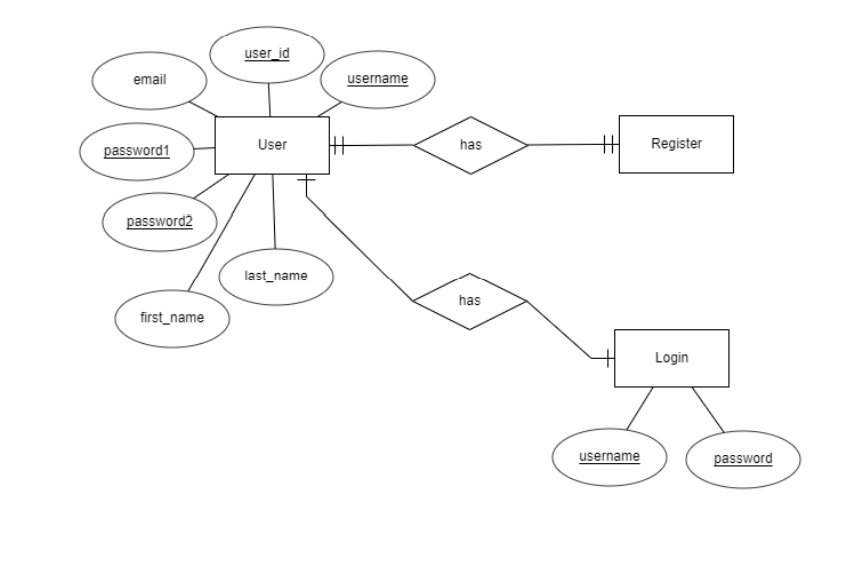 user_id
email
username
password1
User
has
Register
password2
last_name
first_name
has
Login
username
password